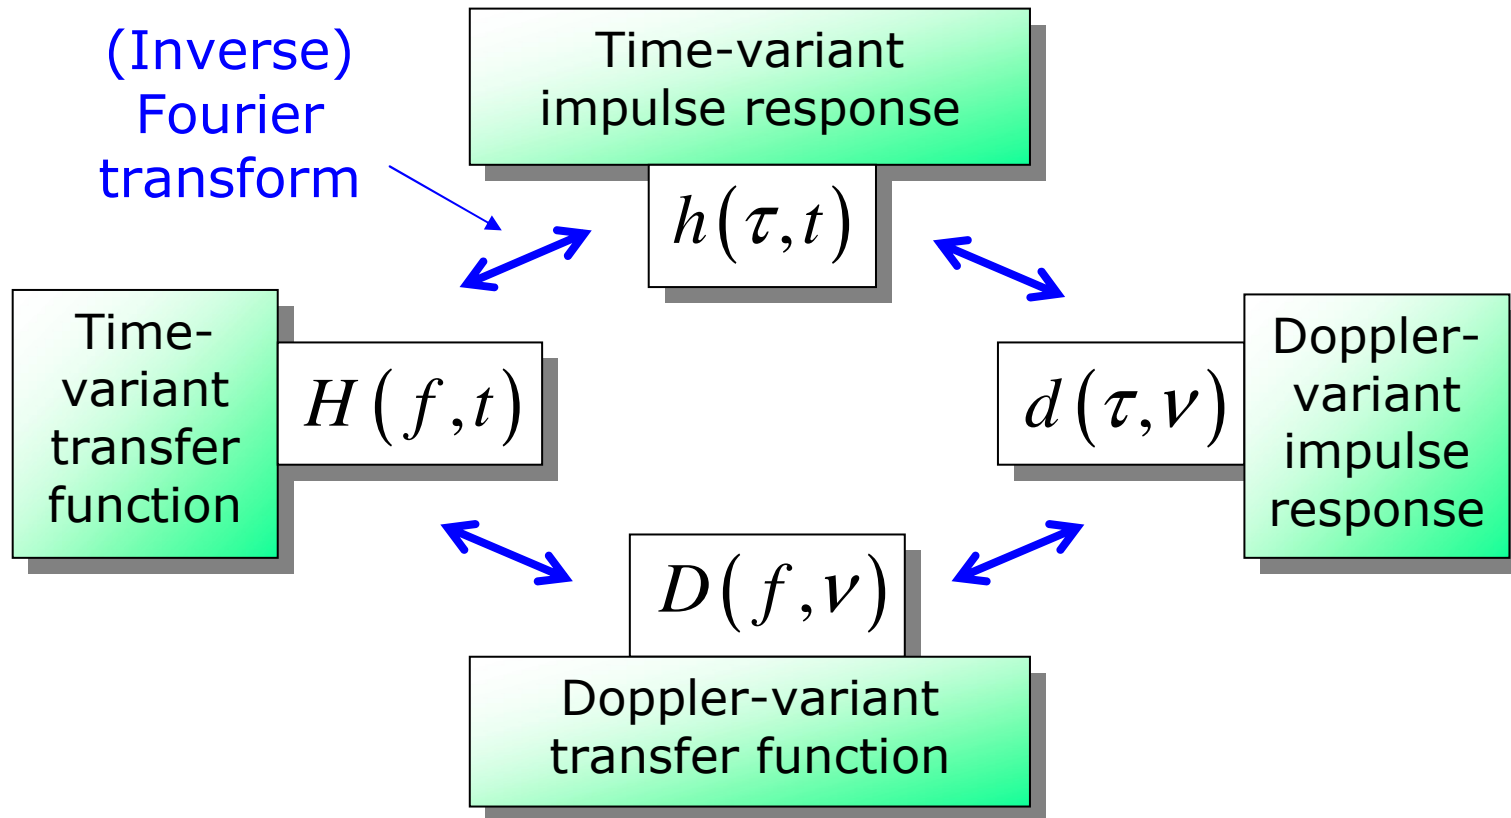 (Inverse)
Fourier
transform
Time-variant
impulse response
h(τ,t)
Time-
variant
transfer
function
H(f,t)
d(τ,ν)
Doppler-
variant
impulse
response
D(f,ν)
Doppler-variant
transfer function